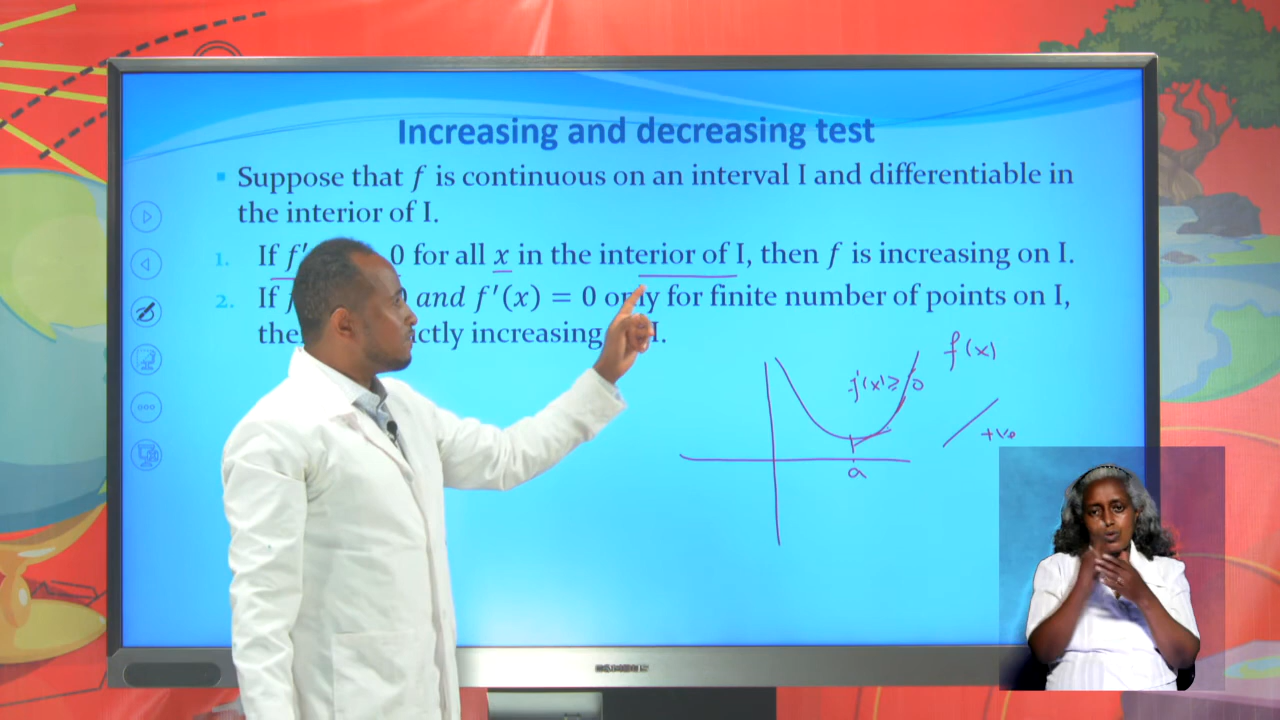 Increasing and decreasing test
▪ Suppose that f is continuous on an interval I and differentiable in
the interior of I.
1. If f′ 0 for all x in the interior of I, then f is increasing on I.
2. If and f′(x) = 0 only for finite number of points on I,
increasing I.
f(x)
f'(x) ≥ 0
+ve
a